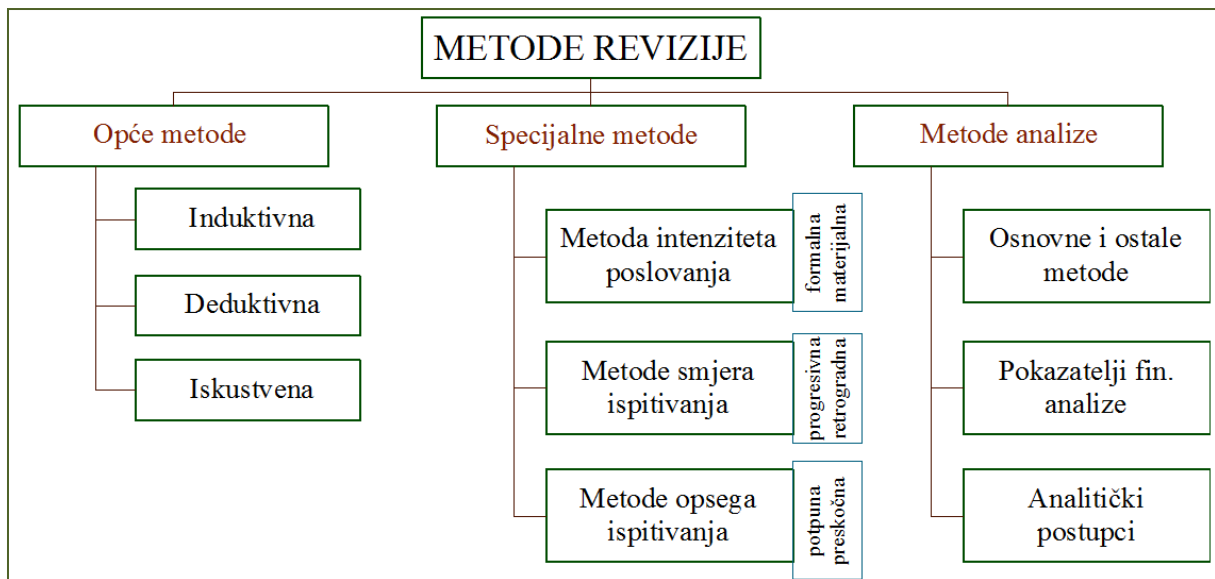 METODE REVIZIJE
Opće metode
Induktivna
Deduktivna
Iskustvena
Specijalne metode
Metoda intenziteta
poslovanja
formalna
materijalna
Metode smjera
ispitivanja
progresivna
retrogradna
Metode opsega
ispitivanja
potpuna
preskočna
Metode analize
Osnovne i ostale
metode
Pokazatelji fin.
analize
Analitički
postupci